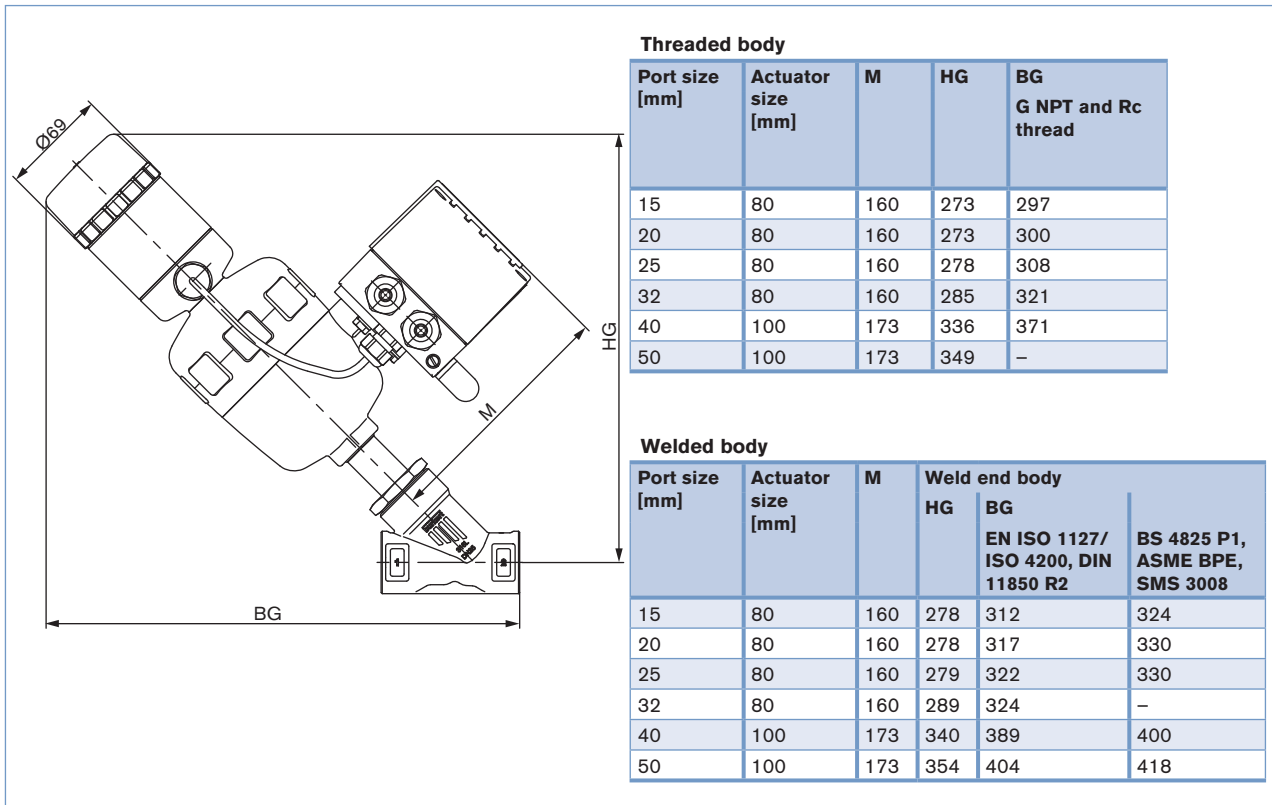 Ø69
HG
M
BG
1
2
Threaded body
Port size [mm] Actuator size [mm] M HG BG G NPT and Rc thread
15 80 160 273 297
20 80 160 273 300
25 80 160 278 308
32 80 160 285 321
40 100 173 336 371
50 100 173 349 –
Welded body
Port size [mm] Actuator size [mm] M Weld end body
HG BG
EN ISO 1127/ ISO 4200, DIN 11850 R2 BS 4825 P1, ASME BPE, SMS 3008
15 80 160 278 312 324
20 80 160 278 317 330
25 80 160 279 322 330
32 80 160 289 324 –
40 100 173 340 389 400
50 100 173 354 404 418